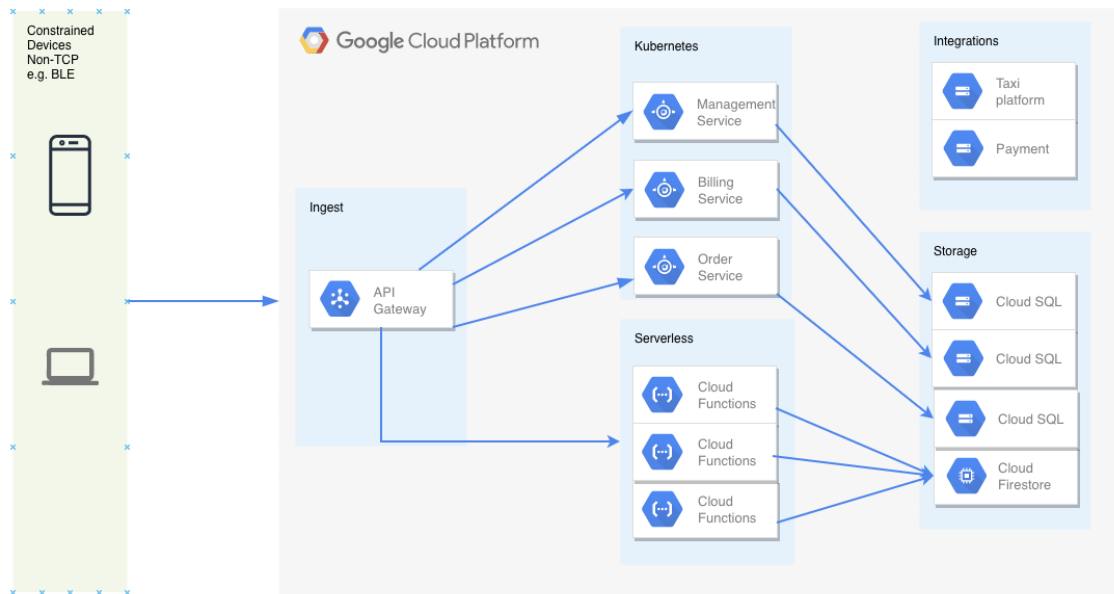 Constrained
Devices
Non-TCP
e.g. BLE
Google Cloud Platform
Ingest
API
Gateway
Kubernetes
Management
Service
Billing
Service
Order
Service
Serverless
Cloud
Functions
Cloud
Functions
Cloud
Functions
Integrations
Taxi
platform
Payment
Storage
Cloud SQL
Cloud SQL
Cloud SQL
Cloud
Firestore